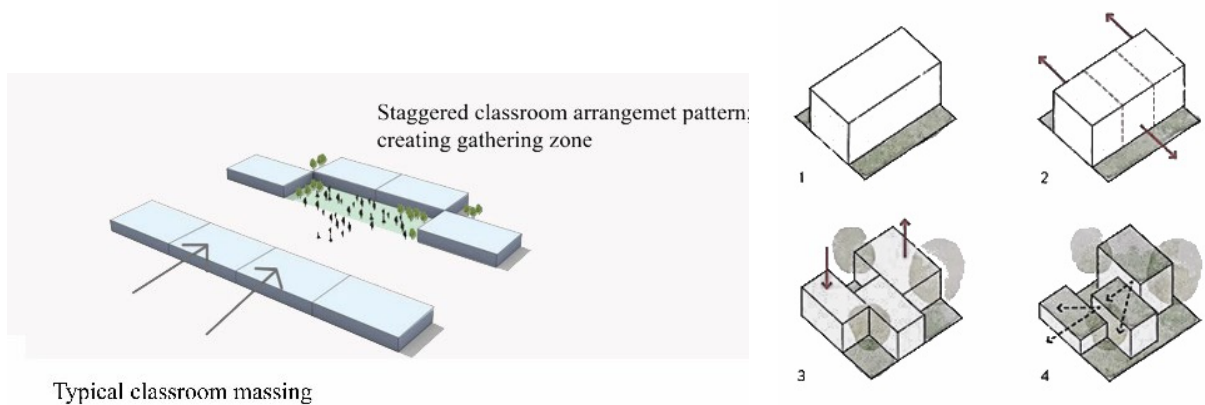 Staggered classroom arrangemet pattern;
creating gathering zone
Typical classroom massing
1
2
3
4